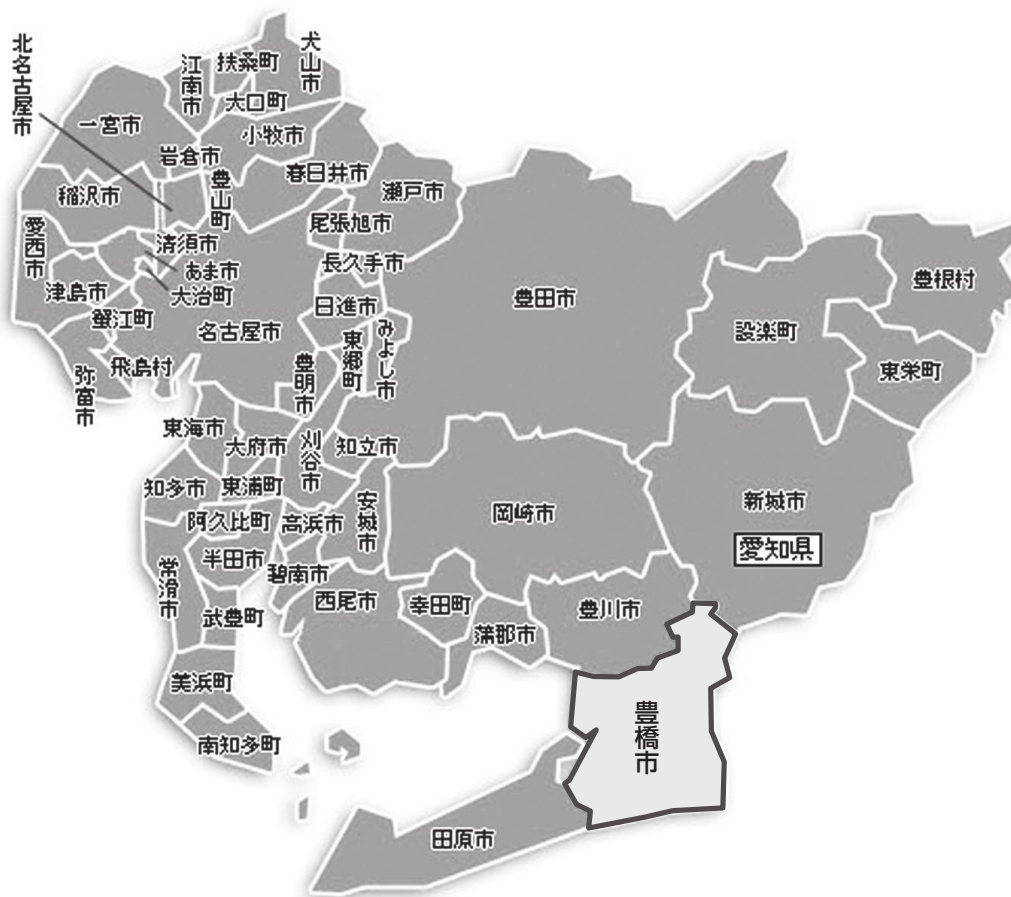 北名古屋市
犬山市
江南市
扶桑町
大口町
一宮市
小牧市
岩倉市
春日井市
豊山町
瀬戸市
稲沢市
尾張旭市
愛西市
清須市
あま市
長久手市
津島市
大治町
日進市
豊田市
豊根村
蟹江町
名古屋市
みよし市
東郷町
設楽町
飛島村
豊明市
東栄町
弥富市
東海市
大府市
刈谷市
知立市
知多市
東浦町
安城市
岡崎市
新城市
阿久比町
高浜市
愛知県
半田市
碧南市
常滑市
西尾市
幸田町
豊川市
武豊町
蒲郡市
美浜町
豊橋市
南知多町
田原市